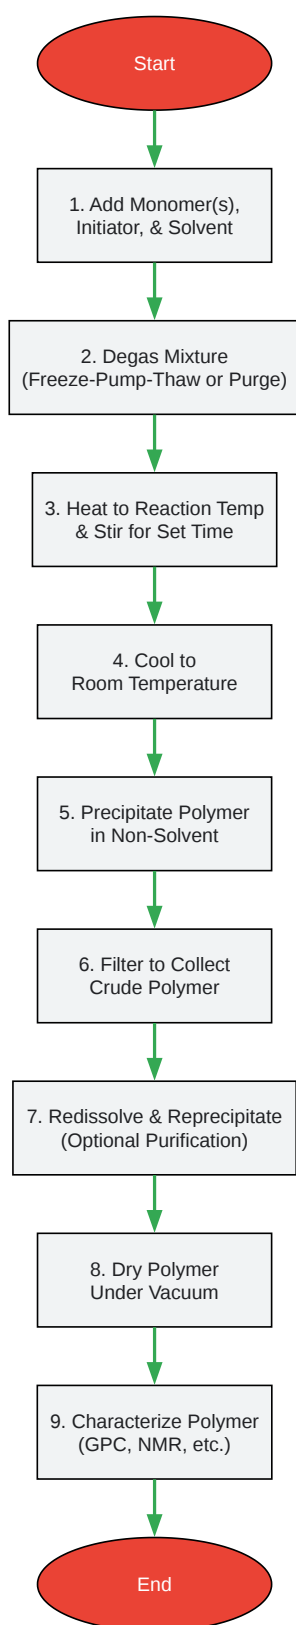 Start
1. Add Monomer(s),
Initiator, & Solvent
2. Degas Mixture
(Freeze-Pump-Thaw or Purge)
3. Heat to Reaction Temp
& Stir for Set Time
4. Cool to
Room Temperature
5. Precipitate Polymer
in Non-Solvent
6. Filter to Collect
Crude Polymer
7. Redissolve & Reprecipitate
(Optional Purification)
8. Dry Polymer
Under Vacuum
9. Characterize Polymer
(GPC, NMR, etc.)
End